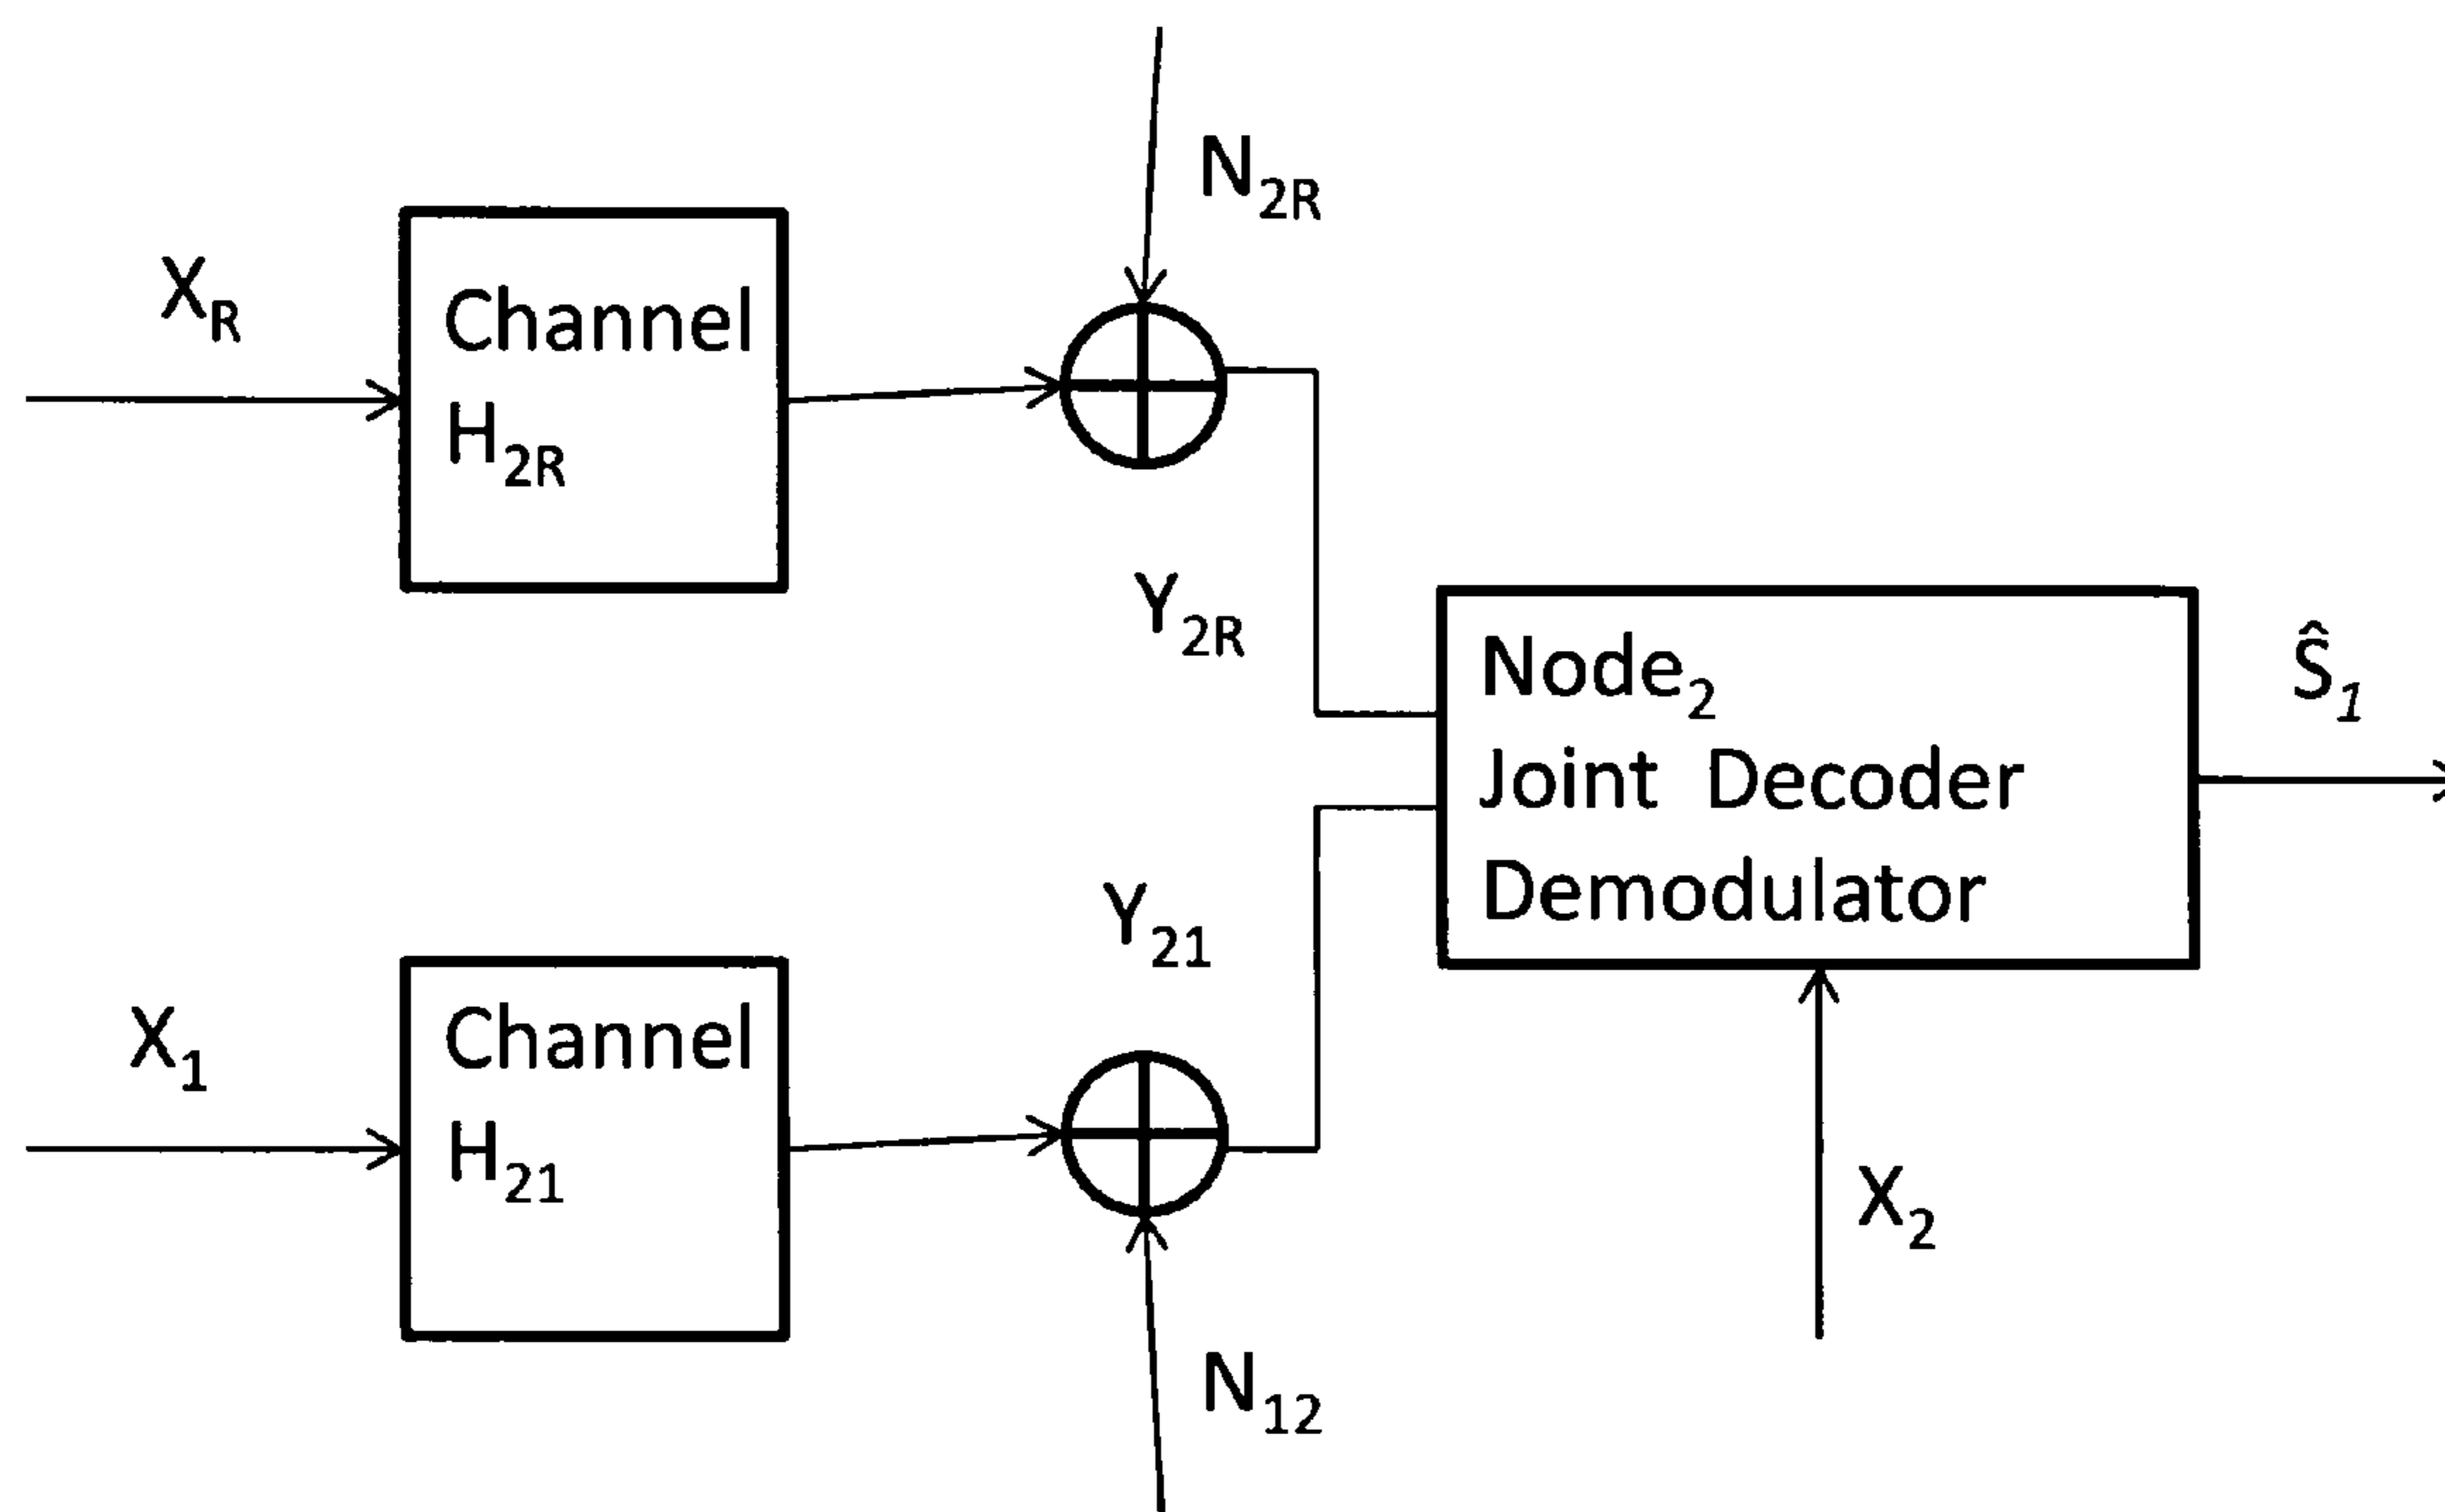 N2R
XR
Channel
H2R
Y2R
Node2
Joint Decoder
Demodulator
Ŝ1
Y21
X1
Channel
H21
X2
N12